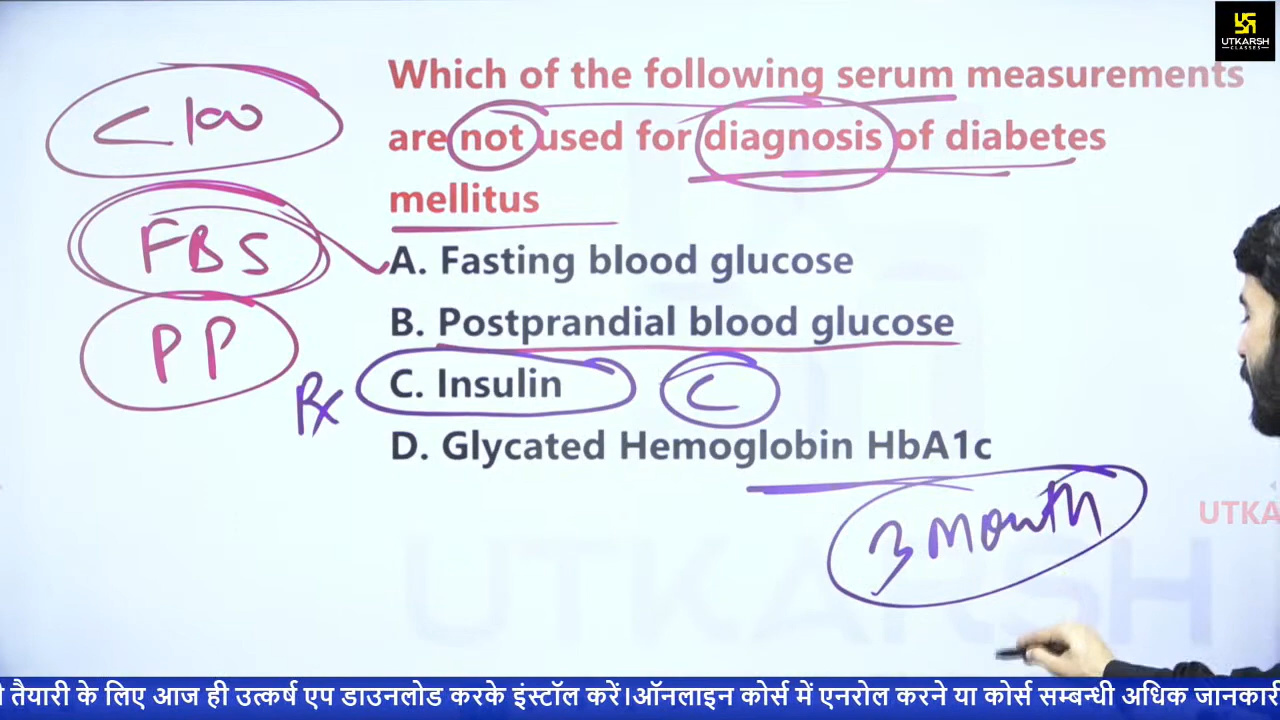 UTKARSH
CLASSES
Which of the following serum measurements
are not used for diagnosis of diabetes
mellitus
A. Fasting blood glucose
B. Postprandial blood glucose
C. Insulin
D. Glycated Hemoglobin HbA1c
< 100
FBS
PP
Rx
C
3 Month
UTKA
UTKARSH
तैयारी के लिए आज ही उत्कर्ष एप डाउनलोड करके इंस्टॉल करें।ऑनलाइन कोर्स में एनरोल करने या कोर्स सम्बन्धी अधिक जानकारी